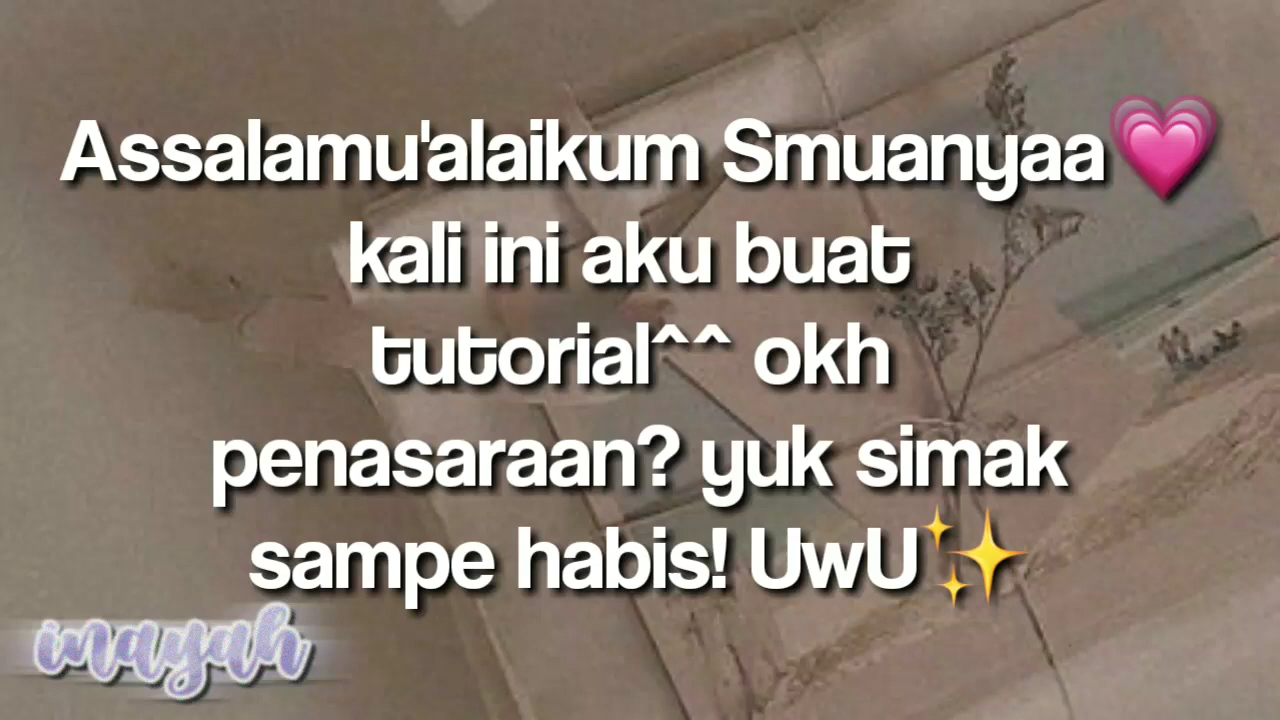 Assalamu'alaikum Smuanyaa💗
kali ini aku buat
tutorial^^ okh
penasaraan? yuk simak
sampe habis! UwU✨
inayah